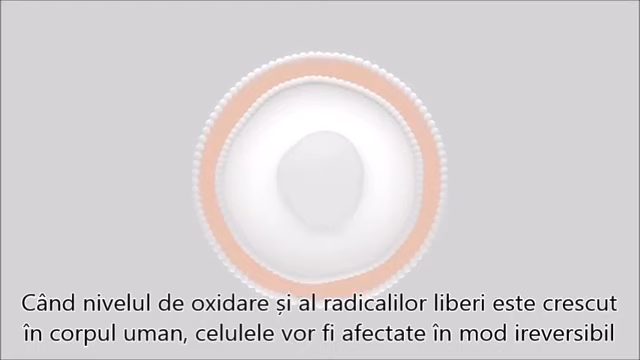 Când nivelul de oxidare și al radicalilor liberi este crescut
în corpul uman, celulele vor fi afectate în mod ireversibil